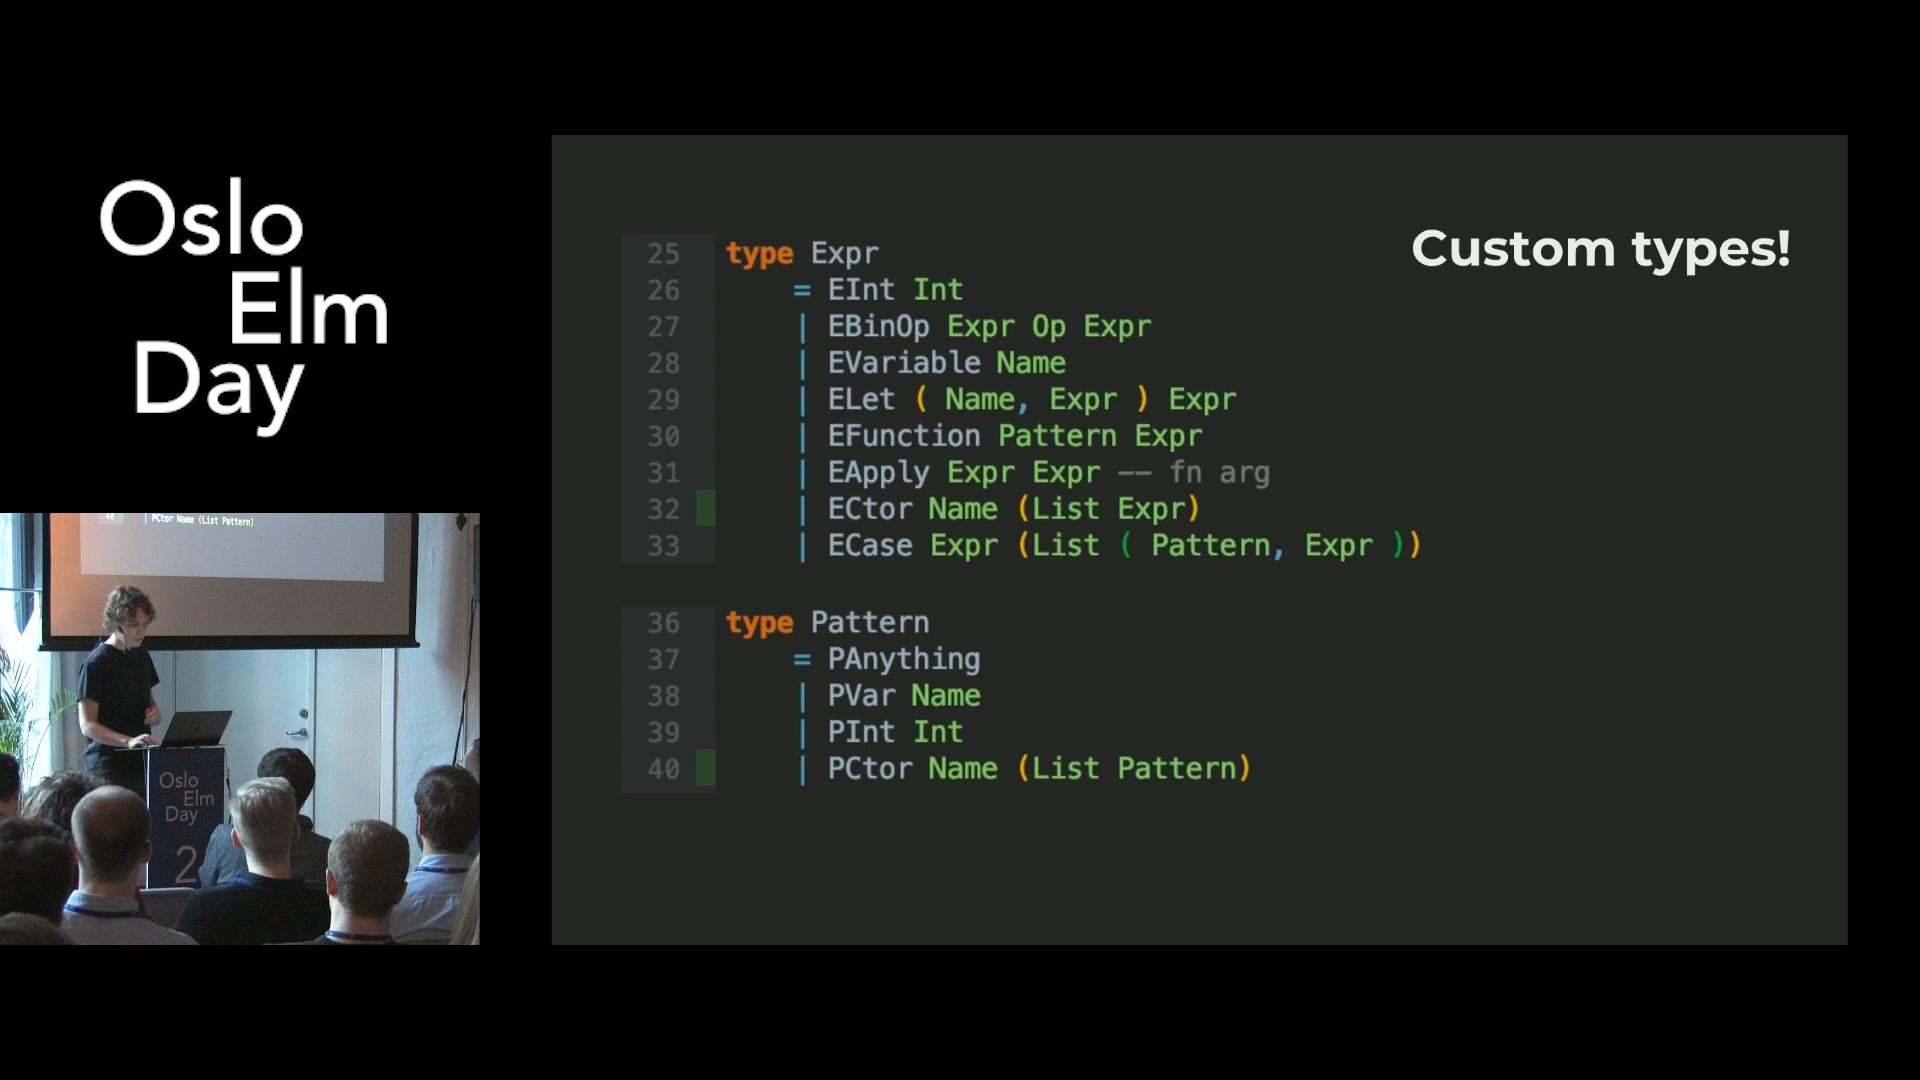 Oslo
Elm
Day
Custom types!
25 type Expr
26     = EInt Int
27     | EBinOp Expr Op Expr
28     | EVariable Name
29     | ELet ( Name, Expr ) Expr
30     | EFunction Pattern Expr
31     | EApply Expr Expr -- fn arg
32     | ECtor Name (List Expr)
33     | ECase Expr (List ( Pattern, Expr ))
36 type Pattern
37     = PAnything
38     | PVar Name
39     | PInt Int
40     | PCtor Name (List Pattern)
40 | PCtor Name (List Pattern)
Oslo
Elm
Day
2